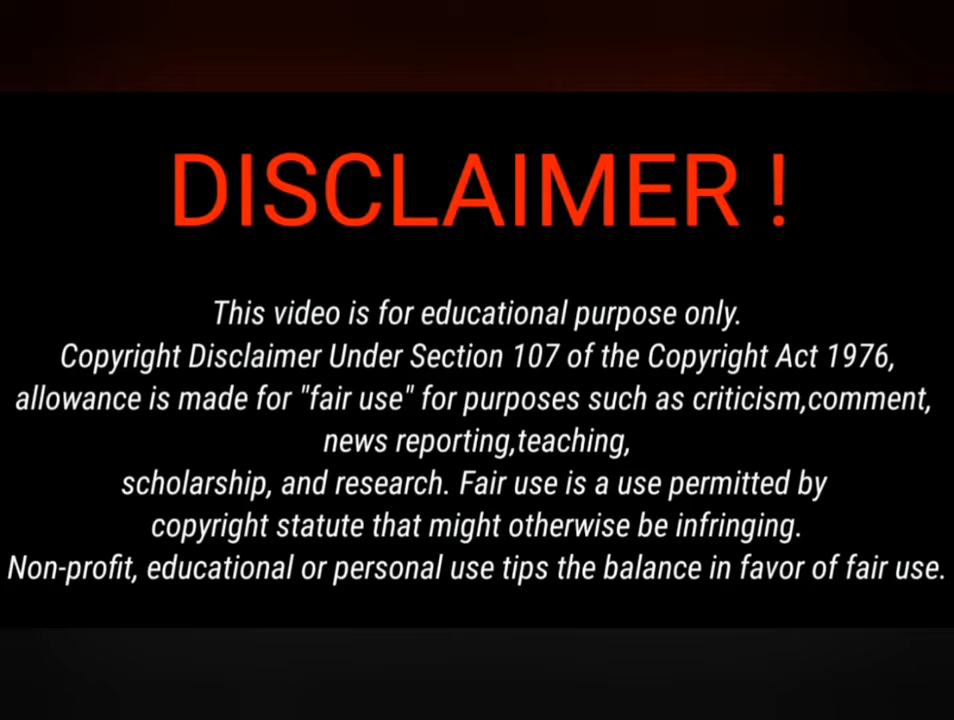 DISCLAIMER !
This video is for educational purpose only.
Copyright Disclaimer Under Section 107 of the Copyright Act 1976,
allowance is made for "fair use" for purposes such as criticism,comment,
news reporting,teaching,
scholarship, and research. Fair use is a use permitted by
copyright statute that might otherwise be infringing.
Non-profit, educational or personal use tips the balance in favor of fair use.